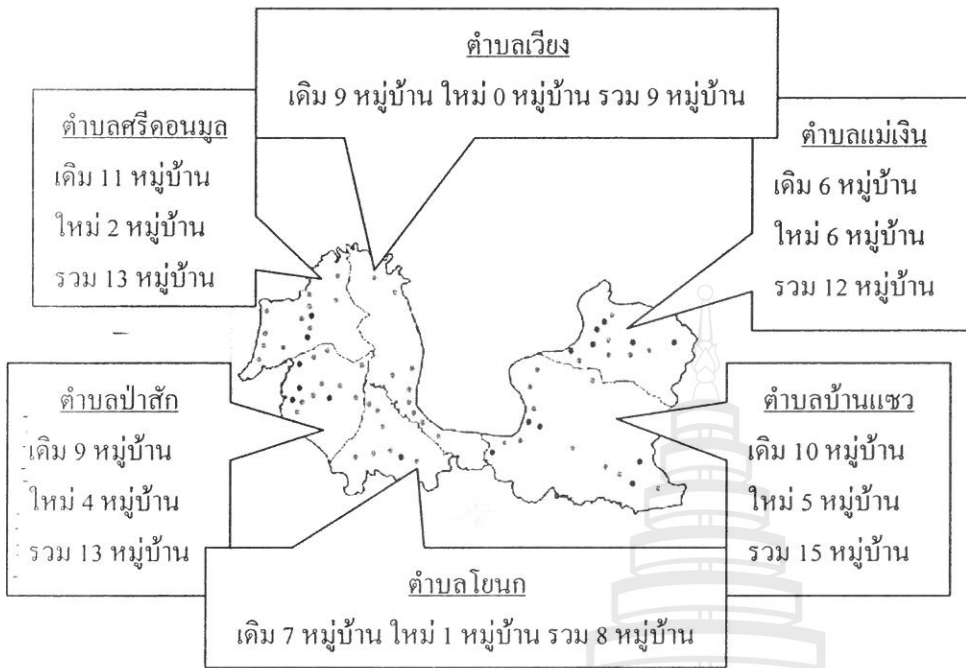 ตำบลเวียง
เดิม 9 หมู่บ้าน ใหม่ 0 หมู่บ้าน รวม 9 หมู่บ้าน
ตำบลศรีดอนมูล
เดิม 11 หมู่บ้าน
ใหม่ 2 หมู่บ้าน
รวม 13 หมู่บ้าน
ตำบลแม่เงิน
เดิม 6 หมู่บ้าน
ใหม่ 6 หมู่บ้าน
รวม 12 หมู่บ้าน
ตำบลป่าสัก
เดิม 9 หมู่บ้าน
ใหม่ 4 หมู่บ้าน
รวม 13 หมู่บ้าน
ตำบลบ้านแซว
เดิม 10 หมู่บ้าน
ใหม่ 5 หมู่บ้าน
รวม 15 หมู่บ้าน
ตำบลโยนก
เดิม 7 หมู่บ้าน ใหม่ 1 หมู่บ้าน รวม 8 หมู่บ้าน